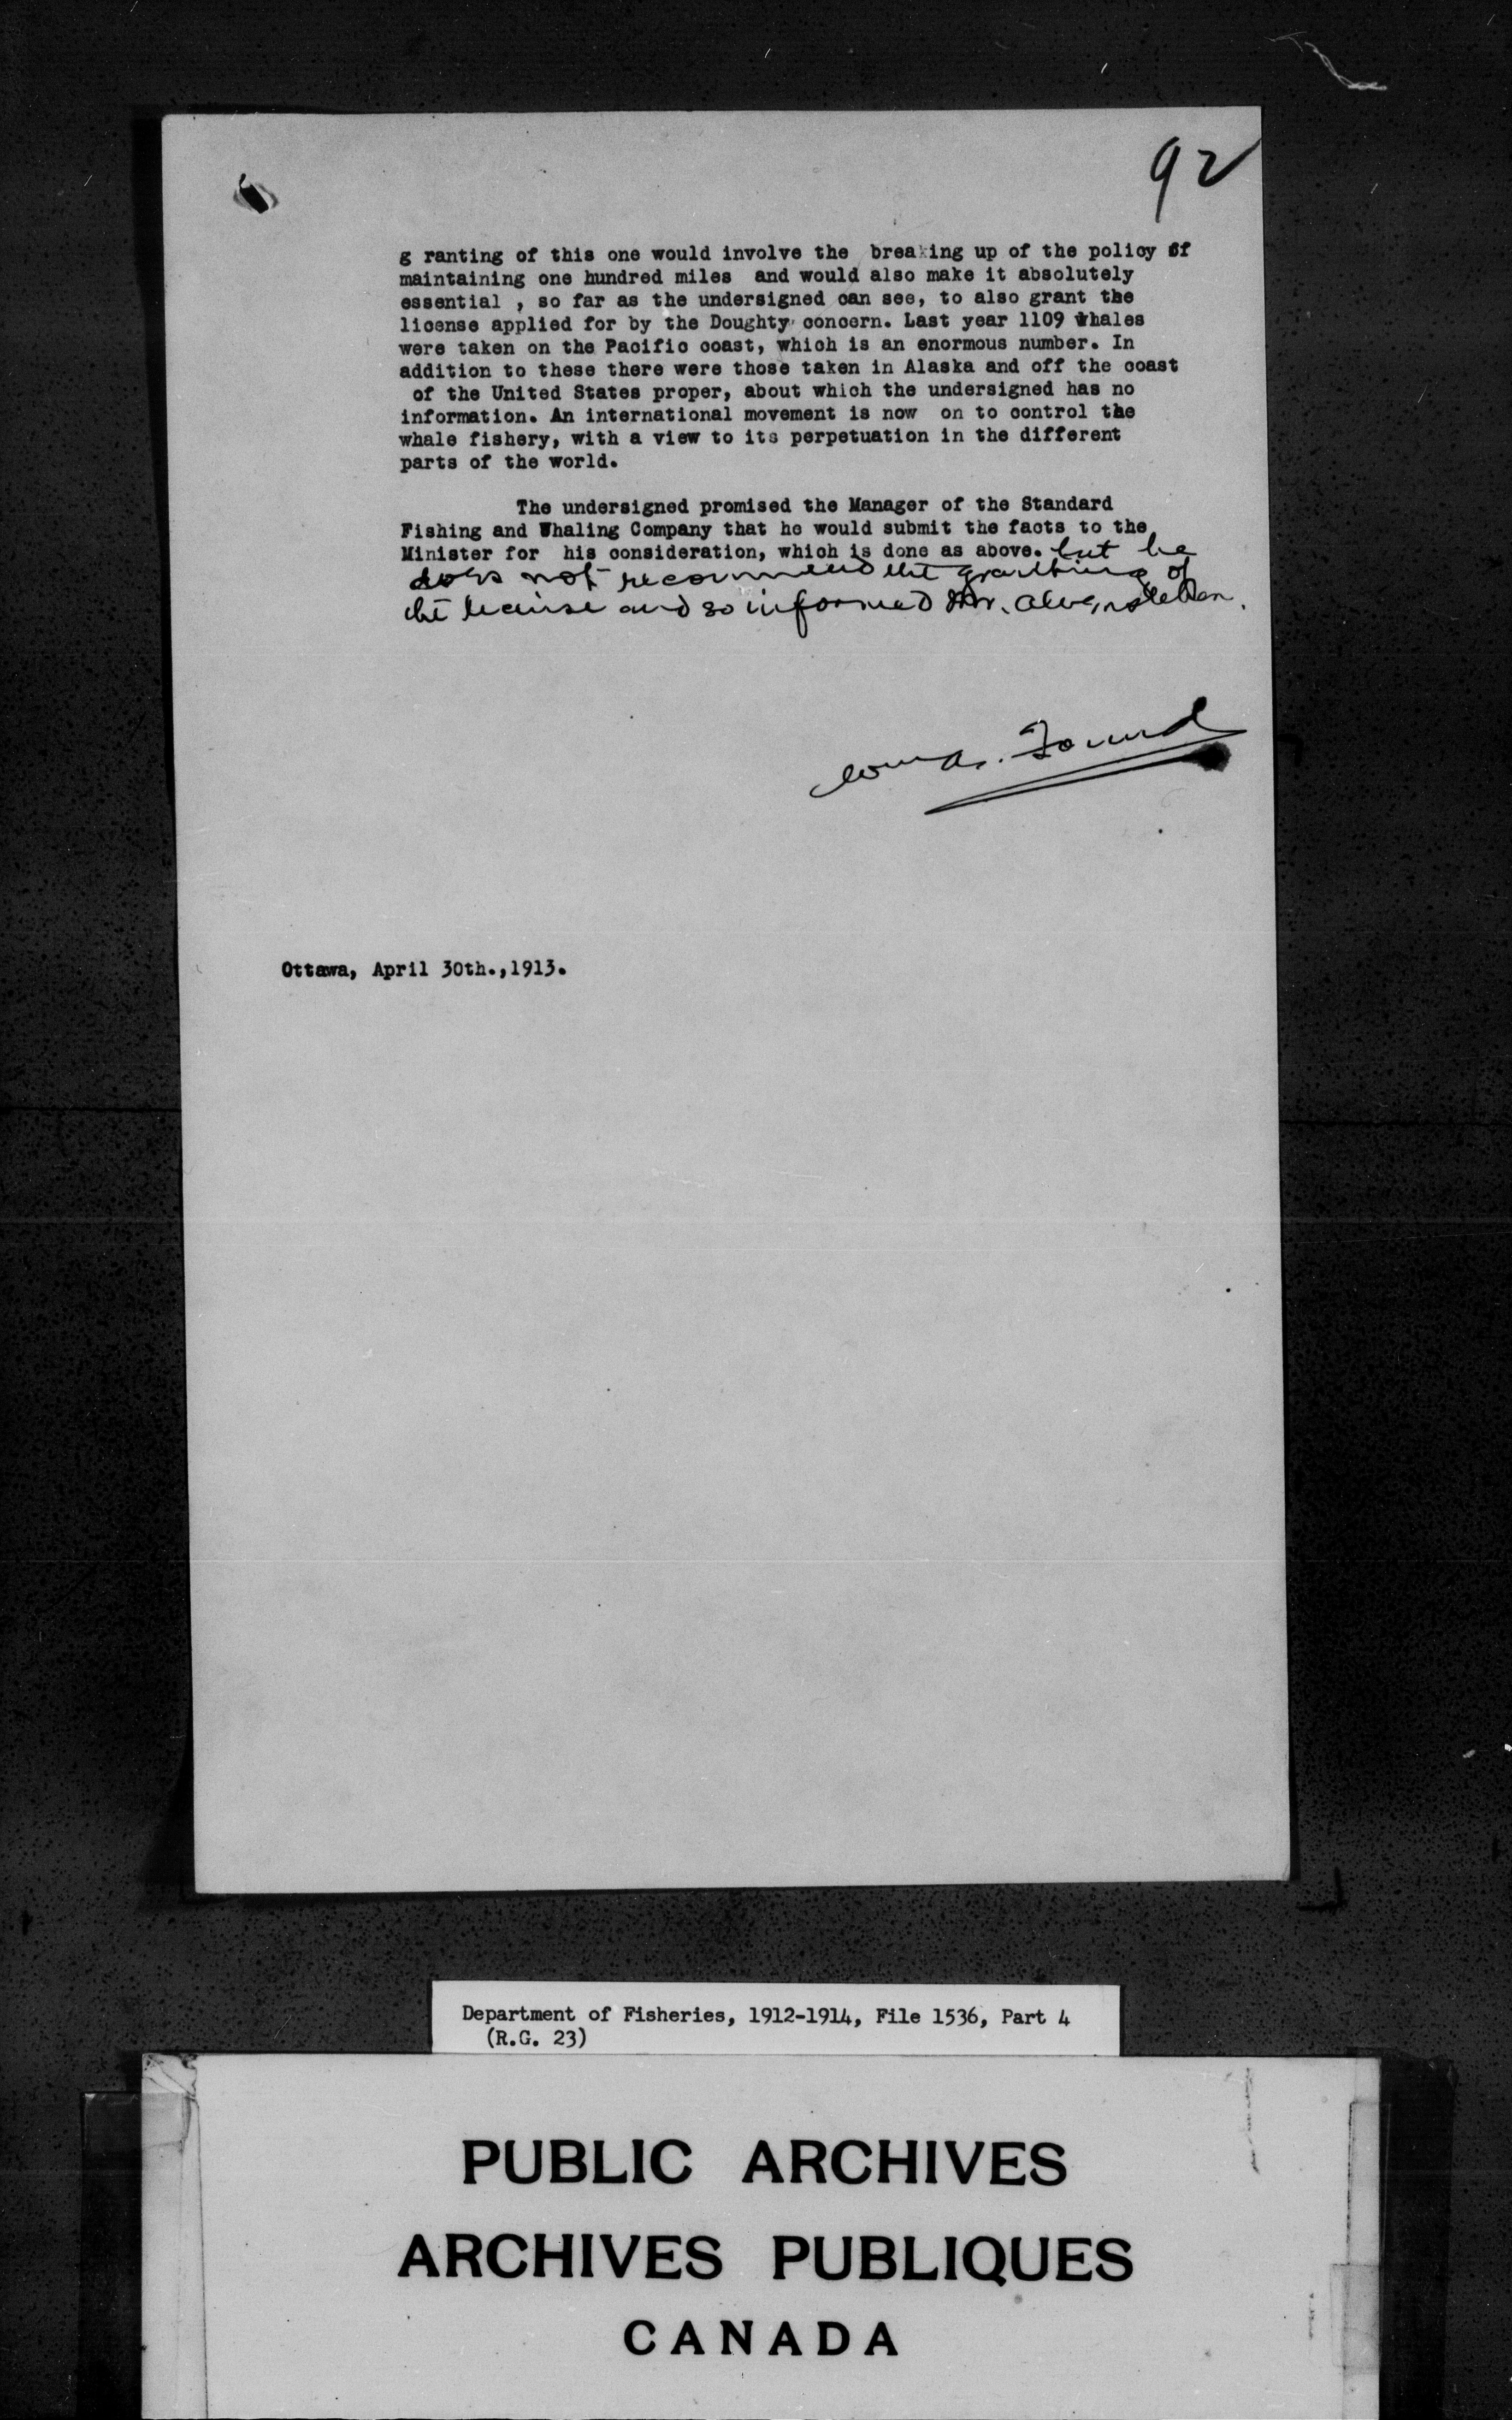 92
g ranting of this one would involve the breaking up of the policy of
maintaining one hundred miles and would also make it absolutely
essential , so far as the undersigned can see, to also grant the
license applied for by the Doughty concern. Last year 1109 whales
were taken on the Pacific coast, which is an enormous number. In
addition to these there were those taken in Alaska and off the coast
of the United States proper, about which the undersigned has no
information. An international movement is now on to control the
whale fishery, with a view to its perpetuation in the different
parts of the world.
The undersigned promised the Manager of the Standard
Fishing and Whaling Company that he would submit the facts to the
Minister for his consideration, which is done as above. but he
does not recommend the granting of
the license and so informed Mr. Alvensleben.
Wm A. Found
Ottawa, April 30th.,1913.
Department of Fisheries, 1912-1914, File 1536, Part 4
(R.G. 23)
PUBLIC ARCHIVES
ARCHIVES PUBLIQUES
CANADA